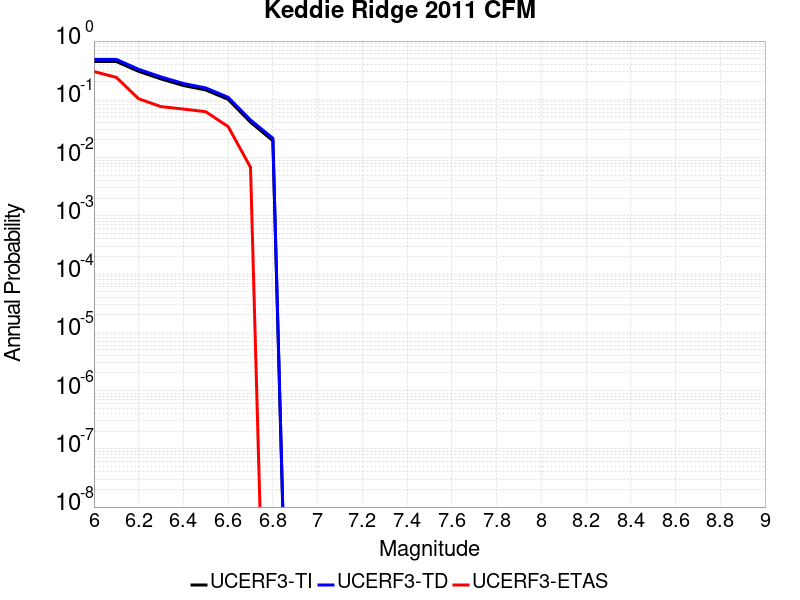 Keddie Ridge 2011 CFM
10^0
10^-1
10^-2
10^-3
10^-4
10^-5
10^-6
10^-7
10^-8
Annual Probability
6 6.2 6.4 6.6 6.8 7 7.2 7.4 7.6 7.8 8 8.2 8.4 8.6 8.8 9
Magnitude
UCERF3-TI UCERF3-TD UCERF3-ETAS